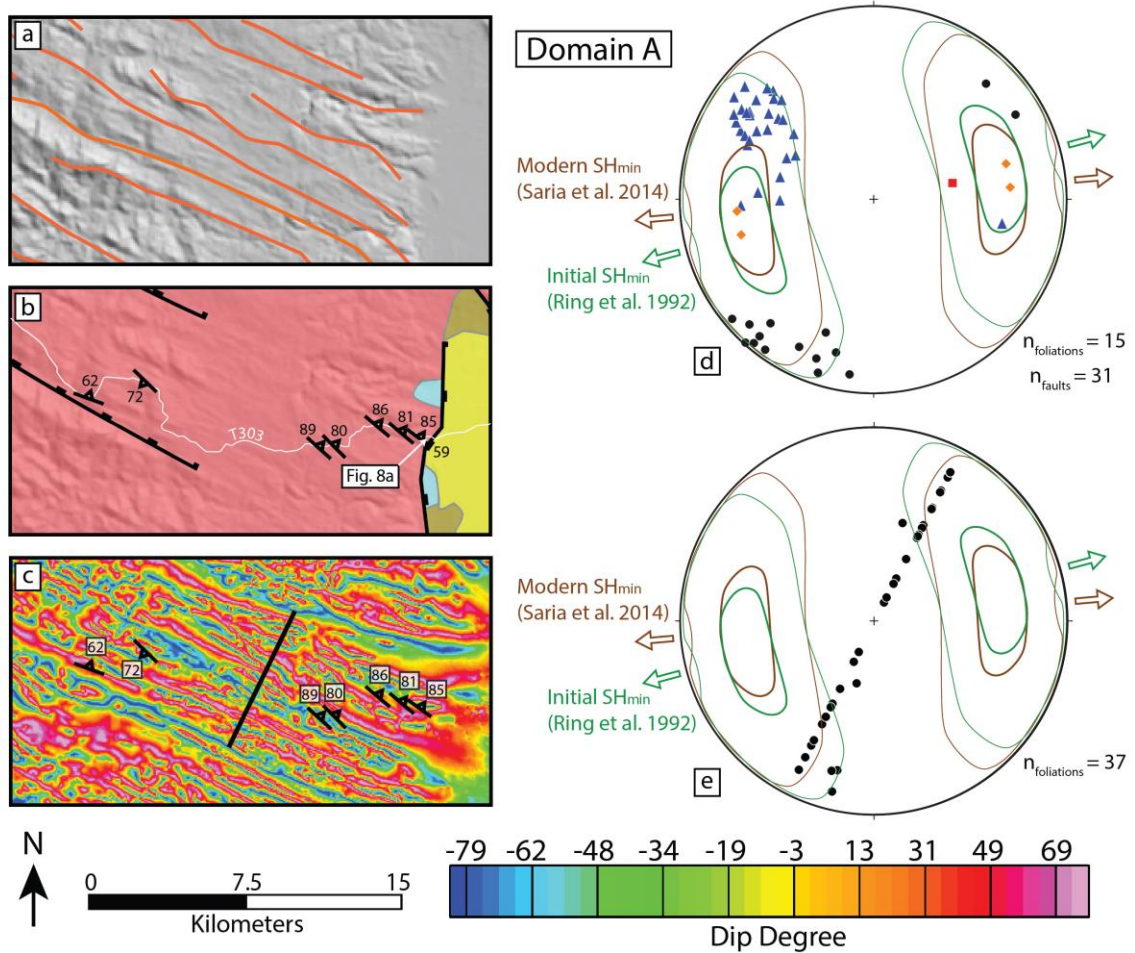 a
b
62
72
T303
89
80
86
81
85
59
Fig. 8a
c
62
72
89
80
86
81
85
N
0
7.5
15
Kilometers
Domain A
Modern SHmin
(Saria et al. 2014)
Initial SHmin
(Ring et al. 1992)
d
nfoliations = 15
nfaults = 31
Modern SHmin
(Saria et al. 2014)
Initial SHmin
(Ring et al. 1992)
e
nfoliations = 37
-79 -62 -48 -34 -19 -3 13 31 49 69
Dip Degree